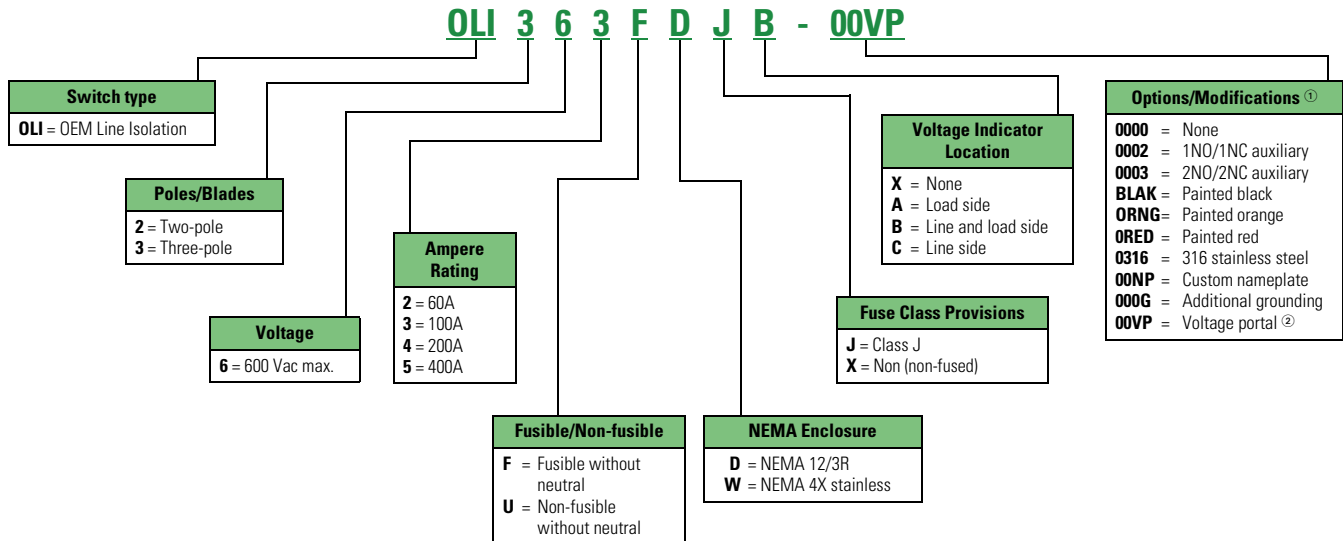 OLI 3 6 3 F D J B - 00VP
Switch type
OLI = OEM Line Isolation
Poles/Blades
2 = Two-pole
3 = Three-pole
Voltage
6 = 600 Vac max.
Ampere
Rating
2 = 60A
3 = 100A
4 = 200A
5 = 400A
Fusible/Non-fusible
F = Fusible without
neutral
U = Non-fusible
without neutral
NEMA Enclosure
D = NEMA 12/3R
W = NEMA 4X stainless
Fuse Class Provisions
J = Class J
X = Non (non-fused)
Voltage Indicator
Location
X = None
A = Load side
B = Line and load side
C = Line side
Options/Modifications ①
0000 = None
0002 = 1NO/1NC auxiliary
0003 = 2NO/2NC auxiliary
BLAK = Painted black
ORNG= Painted orange
0RED = Painted red
0316 = 316 stainless steel
00NP = Custom nameplate
000G = Additional grounding
00VP = Voltage portal ②